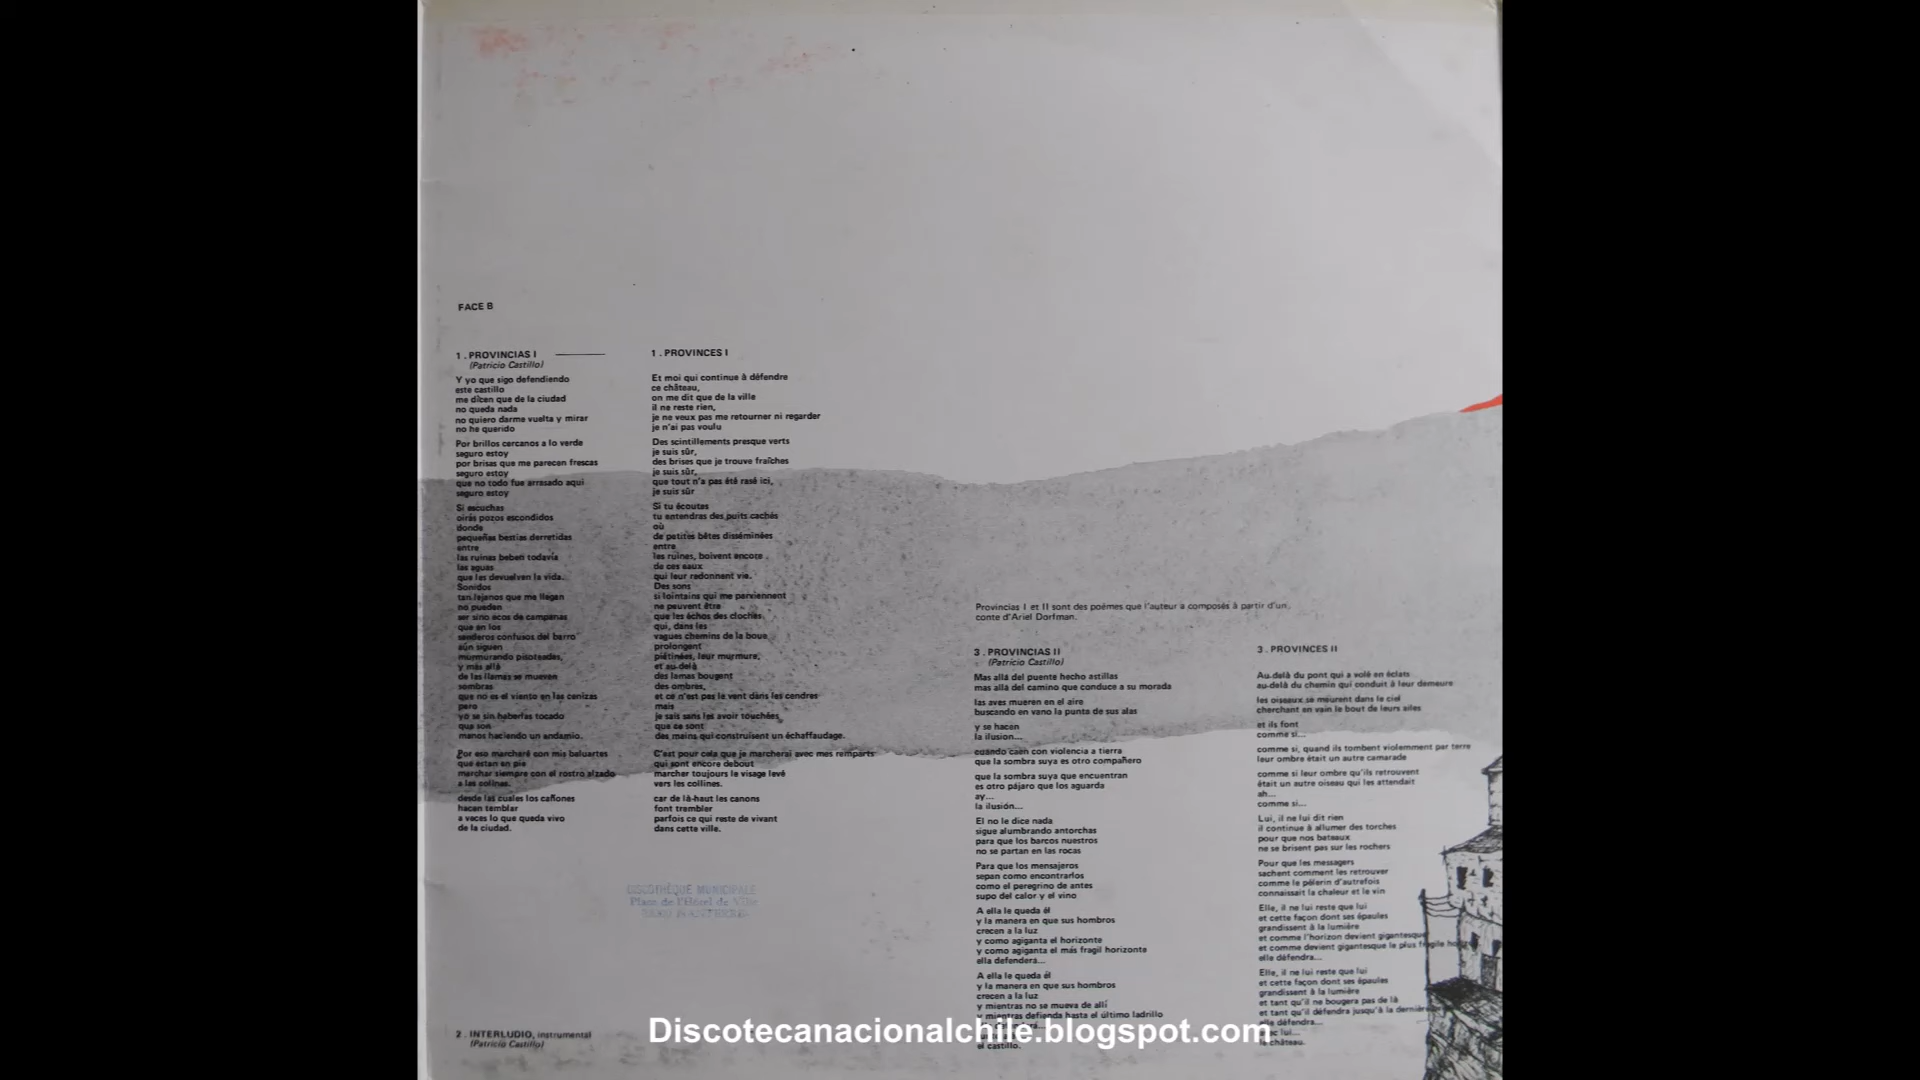 FACE B
1 . PROVINCIAS I
(Patricio Castillo)
Y yo que sigo defendiendo
este castillo
me dicen que de la ciudad
no queda nada
no quiero darme vuelta y mirar
no he querido
Por brillos cercanos a lo verde
seguro estoy
por brisas que me parecen frescas
seguro estoy
que no todo fue arrasado aqui
seguro estoy
Si escuchas
oirás pozos escondidos
donde
pequeñas bestias derretidas
entre
las ruinas beben todavía
las aguas
que les devuelven la vida.
Sonidos
tan lejanos que me llegan
no pueden
ser sino ecos de campanas
que en los
senderos confusos del barro
aún siguen
murmurando pisoteadas,
y más allá
de las llamas se mueven
sombras
que no es el viento en las cenizas
pero
yo se sin haberlas tocado
que son
manos haciendo un andamio.
Por eso marcharé con mis baluartes
que estan en pie
marchar siempre con el rostro alzado
a las colinas.
desde las cuales los cañones
hacen temblar
a veces lo que queda vivo
de la ciudad.
1 . PROVINCES I
Et moi qui continue à défendre
ce château,
on me dit que de la ville
il ne reste rien,
je ne veux pas me retourner ni regarder
je n'ai pas voulu
Des scintillements presque verts
je suis sûr,
des brises que je trouve fraîches
je suis sûr,
que tout n'a pas été rasé ici,
je suis sûr
Si tu écoutes
tu entendras des puits cachés
où
de petites bêtes disséminées
entre
les ruines, boivent encore
de ces eaux
qui leur redonnent vie.
Des sons
si lointains qui me parviennent
ne peuvent être
que les échos des cloches,
qui, dans les
vagues chemins de la boue
prolongent
piétinées, leur murmure,
et au-delà
des lamas bougent
des ombres,
et ce n'est pas le vent dans les cendres
mais
je sais sans les avoir touchées
que ce sont
des mains qui construisent un échaffaudage.
C'est pour cela que je marcherai avec mes remparts
qui sont encore debout
marcher toujours le visage levé
vers les collines.
car de là-haut les canons
font trembler
parfois ce qui reste de vivant
dans cette ville.
DISCOTHÈQUE MUNICIPALE
Place de l'Hôtel de Ville
2 . INTERLUDIO, instrumental
(Patricio Castillo)
Provincias I et II sont des poèmes que l'auteur a composés à partir d'un
conte d'Ariel Dorfman.
3 . PROVINCIAS II
(Patricio Castillo)
Mas allá del puente hecho astillas
mas allá del camino que conduce a su morada
las aves mueren en el aire
buscando en vano la punta de sus alas
y se hacen
la ilusion....
cuando caen con violencia a tierra
que la sombra suya es otro compañero
que la sombra suya que encuentran
es otro pájaro que los aguarda
ay....
la ilusión....
El no le dice nada
sigue alumbrando antorchas
para que los barcos nuestros
no se partan en las rocas
Para que los mensajeros
sepan como encontrarlos
como el peregrino de antes
supo del calor y el vino
A ella le queda él
y la manera en que sus hombros
crecen a la luz
y como agiganta el horizonte
y como agiganta el más fragil horizonte
ella defenderá....
A ella le queda él
y la manera en que sus hombros
crecen a la luz
y mientras no se mueva de allí
y mientras defienda hasta el último ladrillo
el castillo.
3 . PROVINCES II
Au-delà du pont qui a volé en éclats
au-delà du chemin qui conduit à leur demeure
les oiseaux se meurent dans le ciel
cherchant en vain le bout de leurs ailes
et ils font
comme si....
comme si, quand ils tombent violemment par terre
leur ombre était un autre camarade
comme si leur ombre qu'ils retrouvent
était un autre oiseau qui les attendait
ah....
comme si....
Lui, il ne lui dit rien
il continue à allumer des torches
pour que nos bateaux
ne se brisent pas sur les rochers
Pour que les messagers
sachent comment les retrouver
comme le pèlerin d'autrefois
connaissait la chaleur et le vin
Elle, il ne lui reste que lui
et cette façon dont ses épaules
grandissent à la lumière
et comme l'horizon devient gigantesque
et comme devient gigantesque le plus fragile
elle défendra....
Elle, il ne lui reste que lui
et cette façon dont ses épaules
grandissent à la lumière
et tant qu'il ne bougera pas de là
et tant qu'il défendra jusqu'à la dernière
elle défendra....
avec lui....
le château.
Discotecanacionalchile.blogspot.com